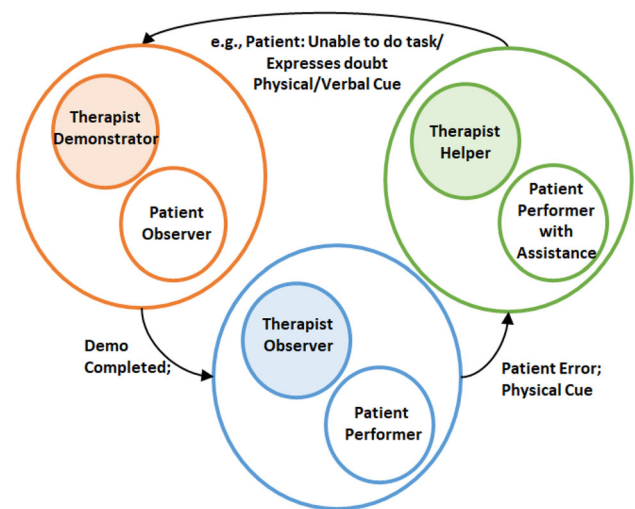 e.g., Patient: Unable to do task/
Expresses doubt
Physical/Verbal Cue
Therapist
Demonstrator
Patient
Observer
Therapist
Helper
Patient
Performer
with
Assistance
Demo
Completed;
Therapist
Observer
Patient
Performer
Patient Error;
Physical Cue